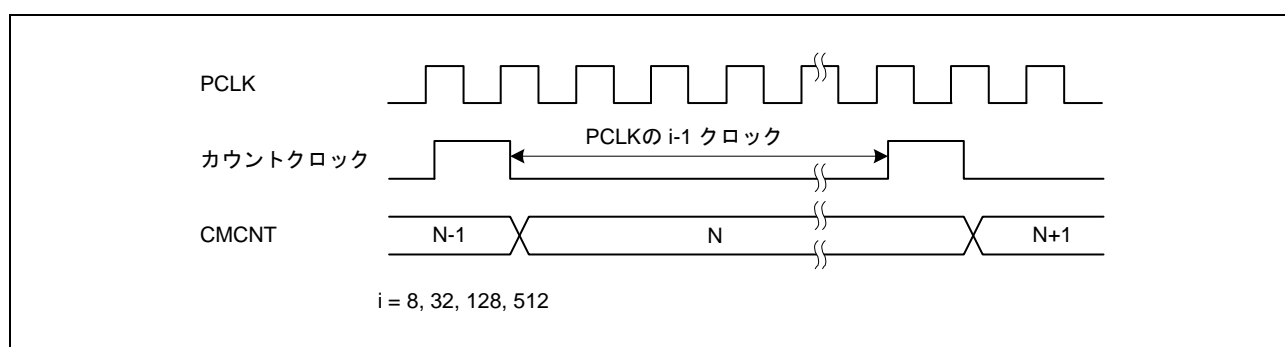 PCLK
PCLKの i-1 クロック
カウントクロック
CMCNT
N-1
N
N+1
i = 8, 32, 128, 512